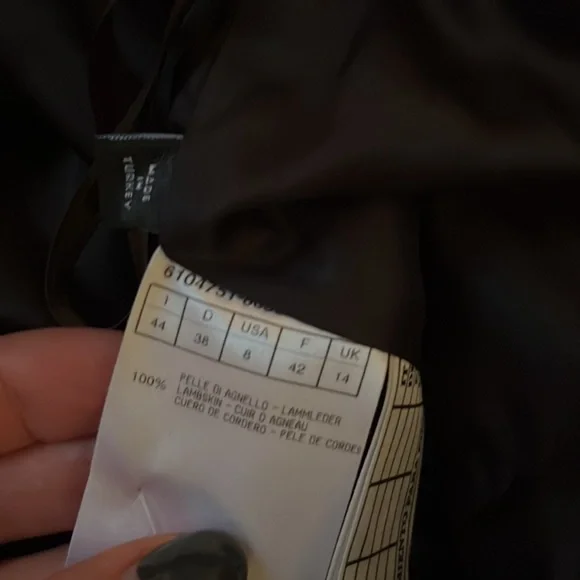 MADE
IN
TURKEY
6104751
I D USA F UK
44 38 8 42 14
100% PELLE DI AGNELLO - LAMMLEDER
LAMBSKIN - CUIR D AGNEAU
CUERO DE CORDERO - PELE DE CORDEI